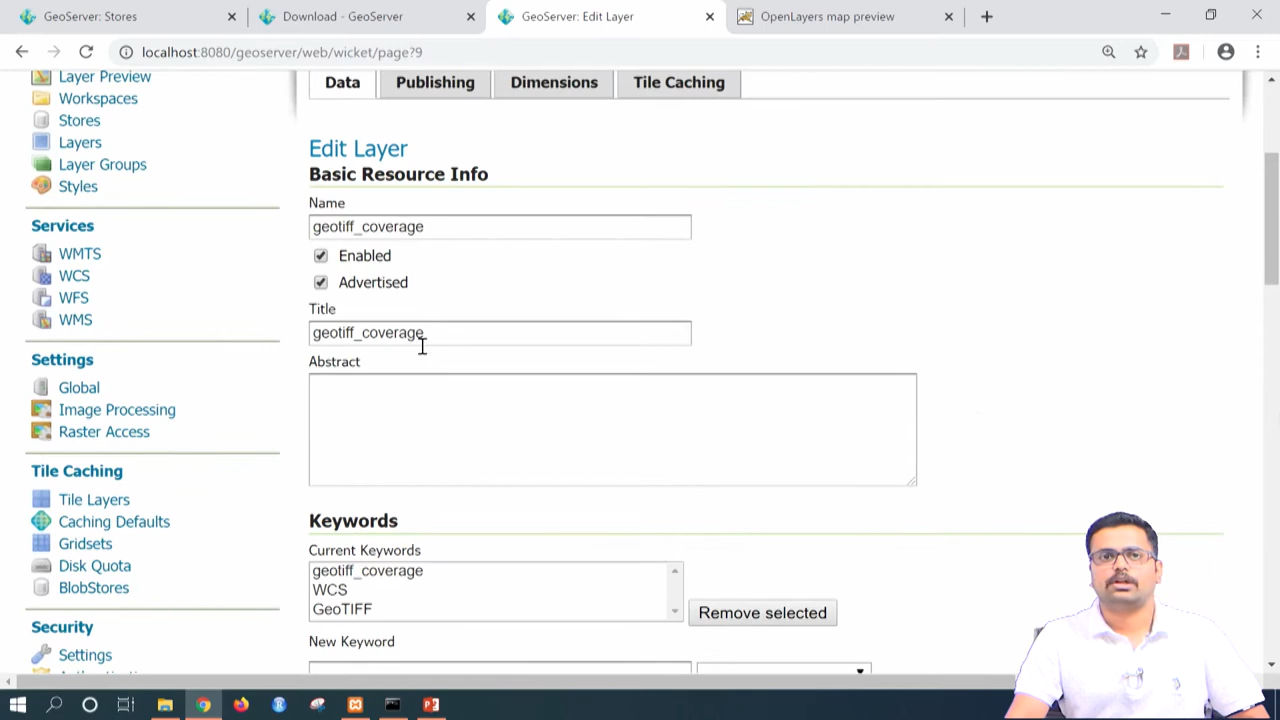 GeoServer: Stores
Download - GeoServer
GeoServer: Edit Layer
OpenLayers map preview
localhost:8080/geoserver/web/wicket/page?9
Layer Preview
Workspaces
Stores
Layers
Layer Groups
Styles
Services
WMTS
WCS
WFS
WMS
Settings
Global
Image Processing
Raster Access
Tile Caching
Tile Layers
Caching Defaults
Gridsets
Disk Quota
BlobStores
Security
Settings
Data
Publishing
Dimensions
Tile Caching
Edit Layer
Basic Resource Info
Name
geotiff_coverage
Enabled
Advertised
Title
geotiff_coverage
Abstract
Keywords
Current Keywords
geotiff_coverage
WCS
GeoTIFF
Remove selected
New Keyword